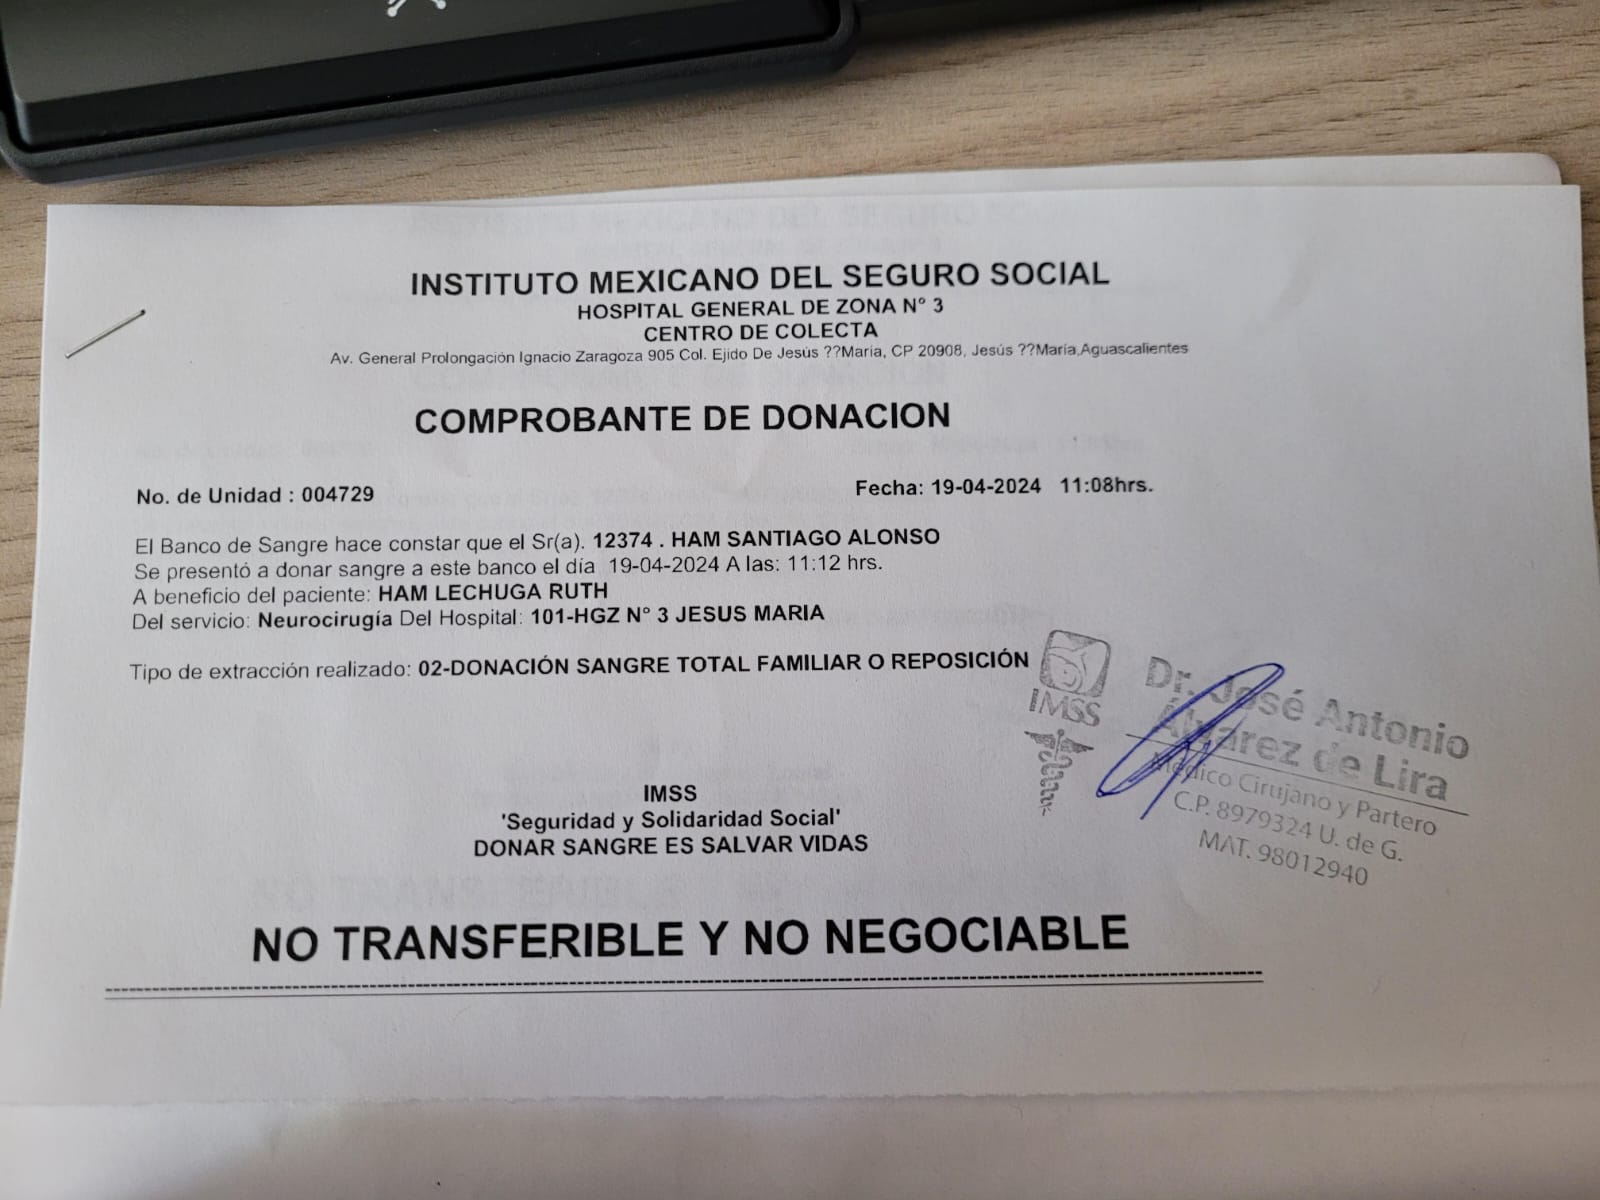 INSTITUTO MEXICANO DEL SEGURO SOCIAL
HOSPITAL GENERAL DE ZONA N° 3
CENTRO DE COLECTA
Av. General Prolongación Ignacio Zaragoza 905 Col. Ejido De Jesús ??María, CP 20908, Jesús ??María,Aguascalientes
COMPROBANTE DE DONACION
No. de Unidad : 004729 Fecha: 19-04-2024 11:08hrs.
El Banco de Sangre hace constar que el Sr(a). 12374 . HAM SANTIAGO ALONSO
Se presentó a donar sangre a este banco el día 19-04-2024 A las: 11:12 hrs.
A beneficio del paciente: HAM LECHUGA RUTH
Del servicio: Neurocirugía Del Hospital: 101-HGZ N° 3 JESUS MARIA
Tipo de extracción realizado: 02-DONACIÓN SANGRE TOTAL FAMILIAR O REPOSICIÓN
IMSS
Dr. José Antonio
Álvarez de Lira
Médico Cirujano y Partero
C.P. 8979324 U. de G.
MAT. 98012940
IMSS
'Seguridad y Solidaridad Social'
DONAR SANGRE ES SALVAR VIDAS
NO TRANSFERIBLE Y NO NEGOCIABLE